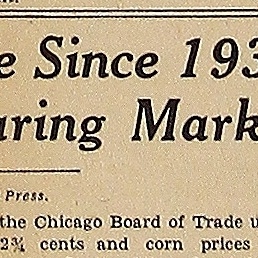 e Since 193
aring Mark
Press.
the Chicago Board of Trade u
2¾ cents and corn prices